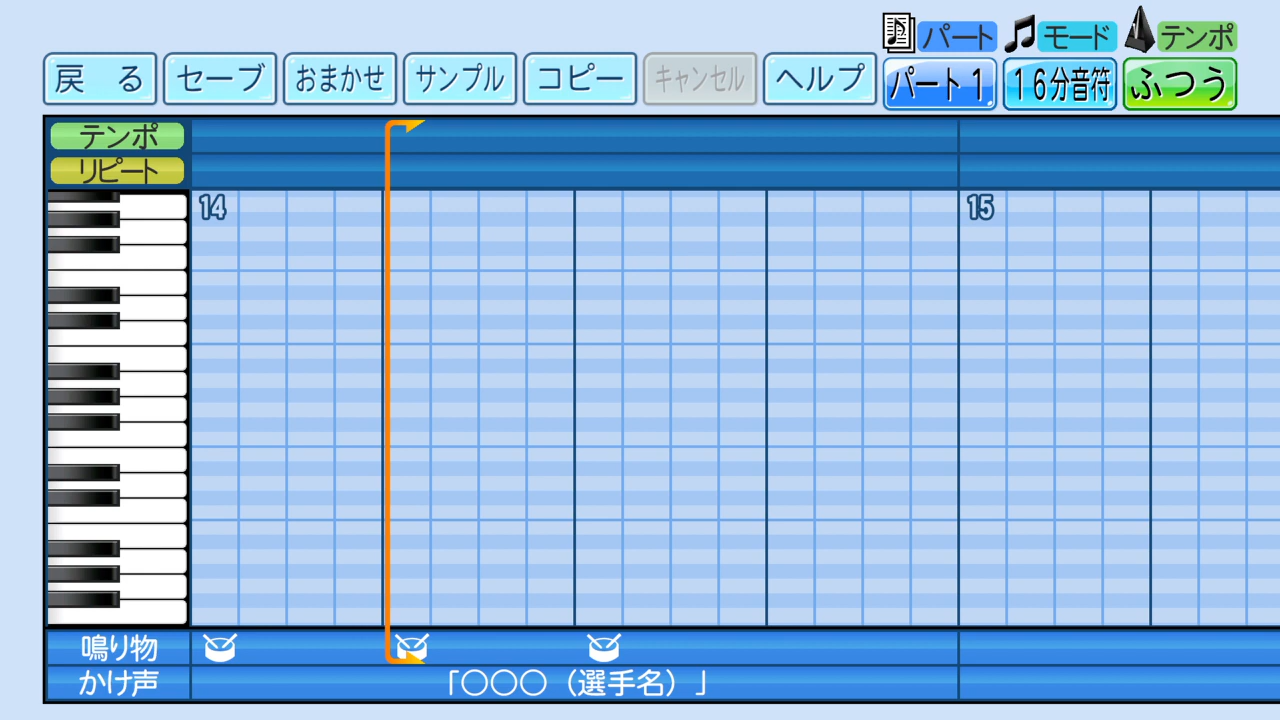 パート モード テンポ
戻る セーブ おまかせ サンプル コピー キャンセル ヘルプ パート1 16分音符 ふつう
テンポ
リピート
14 15
鳴り物
かけ声 「○○○（選手名）」